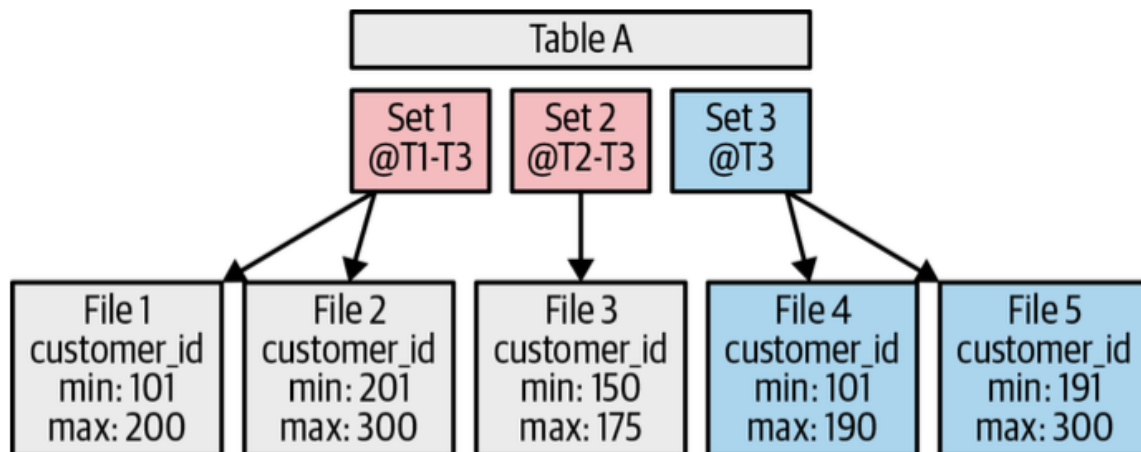 Table A
Set 1
@T1-T3
Set 2
@T2-T3
Set 3
@T3
File 1
customer_id
min: 101
max: 200
File 2
customer_id
min: 201
max: 300
File 3
customer_id
min: 150
max: 175
File 4
customer_id
min: 101
max: 190
File 5
customer_id
min: 191
max: 300